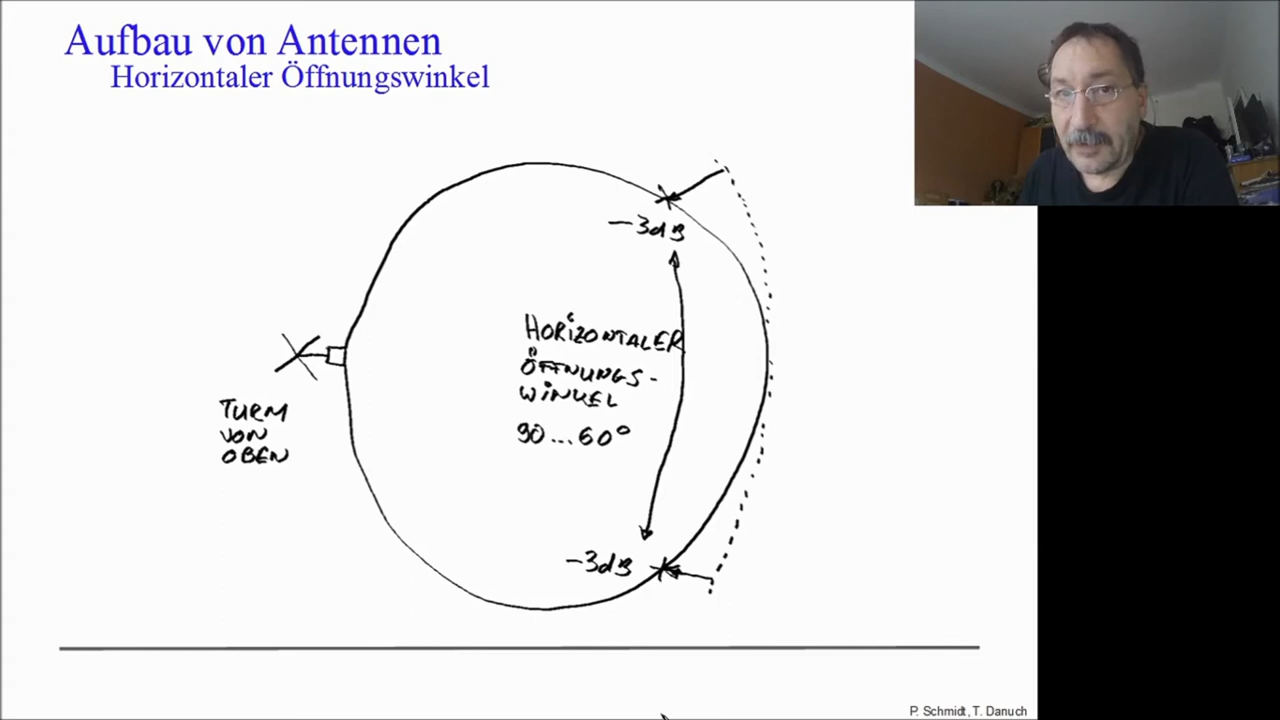 Aufbau von Antennen
Horizontaler Öffnungswinkel
-3dB
HORIZONTALER
ÖFFNUNGS-
WINKEL
90...60°
TURM
VON
OBEN
-3dB
P. Schmidt, T. Danuch